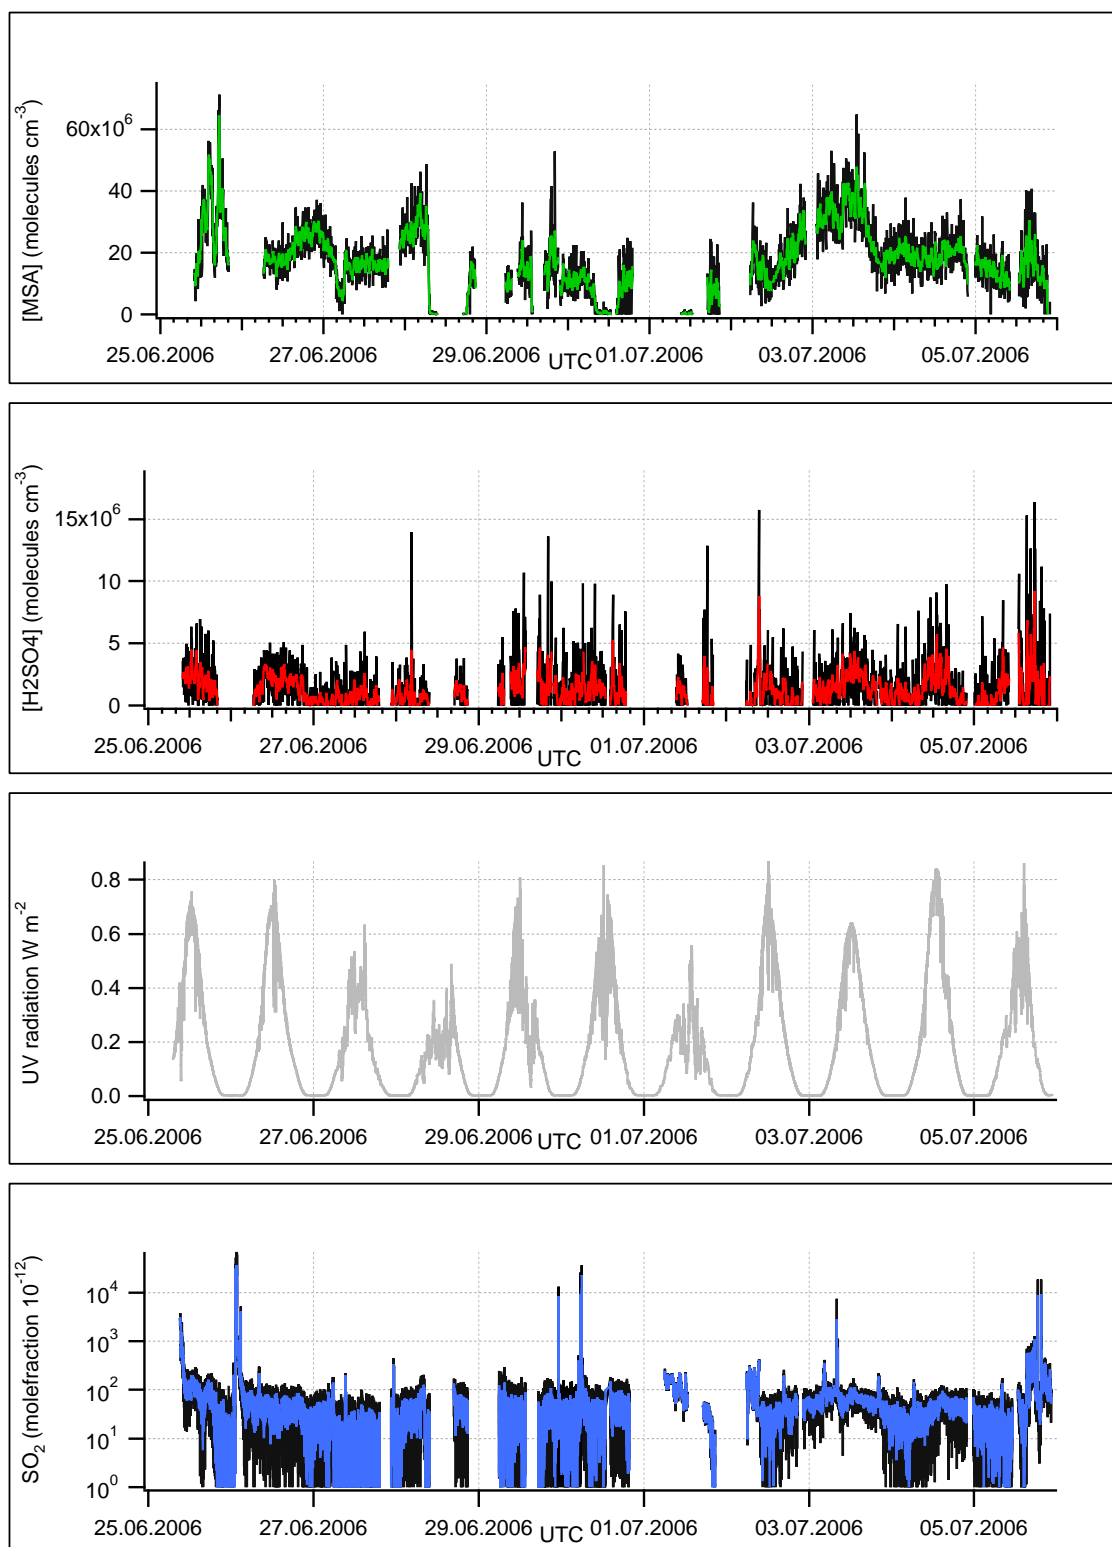 [MSA] (molecules cm-3)
60x10^6
40
20
0
25.06.2006 27.06.2006 29.06.2006 01.07.2006 03.07.2006 05.07.2006
UTC
[H2SO4] (molecules cm-3)
15x10^6
10
5
0
25.06.2006 27.06.2006 29.06.2006 01.07.2006 03.07.2006 05.07.2006
UTC
UV radiation W m-2
0.8
0.6
0.4
0.2
0.0
25.06.2006 27.06.2006 29.06.2006 01.07.2006 03.07.2006 05.07.2006
UTC
SO2 (molefraction 10-12)
10^4
10^3
10^2
10^1
10^0
25.06.2006 27.06.2006 29.06.2006 01.07.2006 03.07.2006 05.07.2006
UTC